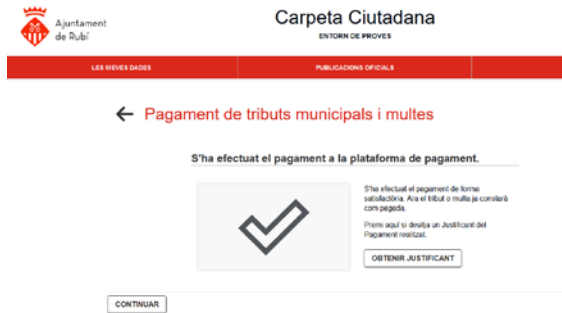 Ajuntament
de Rubí
Carpeta Ciutadana
ENTORN DE PROVES
LES MEVES DADES
PUBLICACIONS OFICIALS
Pagament de tributs municipals i multes
S'ha efectuat el pagament a la plataforma de pagament.
S'ha efectuat el pagament de forma
satisfactòria. Ara el tribut o multa ja constarà
com pagada.
Premi aquí si desitja un Justificant del
Pagament realitzat.
OBTENIR JUSTIFICANT
CONTINUAR